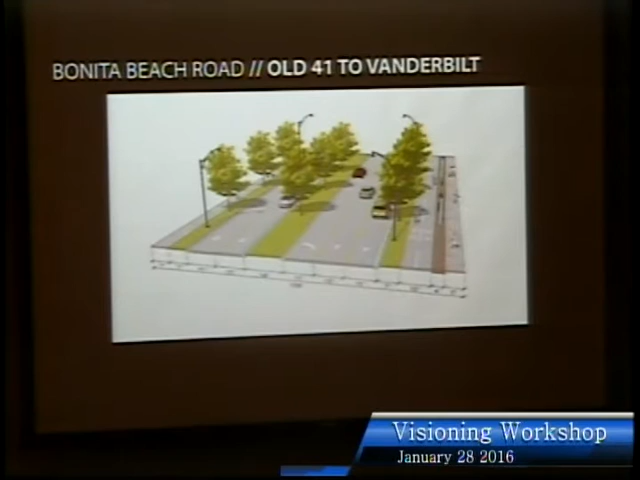 BONITA BEACH ROAD // OLD 41 TO VANDERBILT
Visioning Workshop
January 28 2016